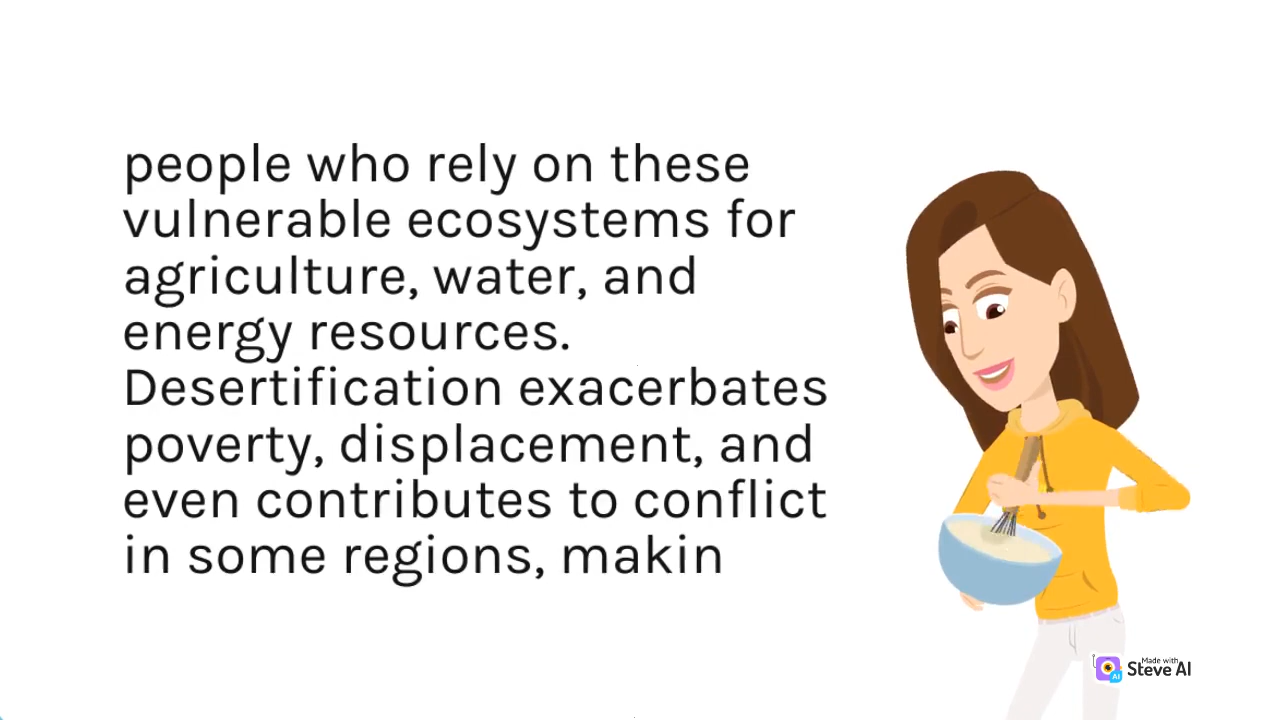 people who rely on these
vulnerable ecosystems for
agriculture, water, and
energy resources.
Desertification exacerbates
poverty, displacement, and
even contributes to conflict
in some regions, makin
Made with
Steve AI
AI